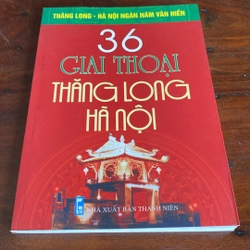 THĂNG LONG - HÀ NỘI NGÀN NĂM VĂN HIẾN
36
GIAI THOẠI
THĂNG LONG
HÀ NỘI
NHÀ XUẤT BẢN THANH NIÊN